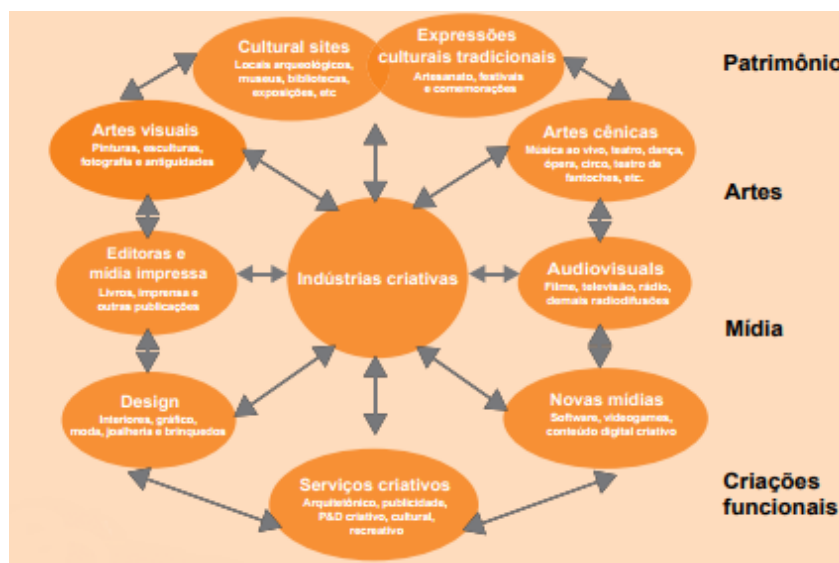 Cultural sites
Locais arqueológicos,
museus, bibliotecas,
exposições, etc
Expressões
culturais tradicionais
Artesanato, festivais
e comemorações
Patrimônio
Artes visuais
Pinturas, esculturas,
fotografia e antiguidades
Artes cênicas
Música ao vivo, teatro, dança,
ópera, circo, teatro de
fantoches, etc.
Artes
Editoras e
mídia impressa
Livros, imprensa e
outras publicações
Indústrias criativas
Audiovisuals
Filme, televisão, rádio,
demais radiodifusões
Mídia
Design
Interiores, gráfico,
moda, joalheria e brinquedos
Novas mídias
Software, videogames,
conteúdo digital criativo
Serviços criativos
Arquitetônico, publicidade,
P&D criativo, cultural,
recreativo
Criações
funcionais